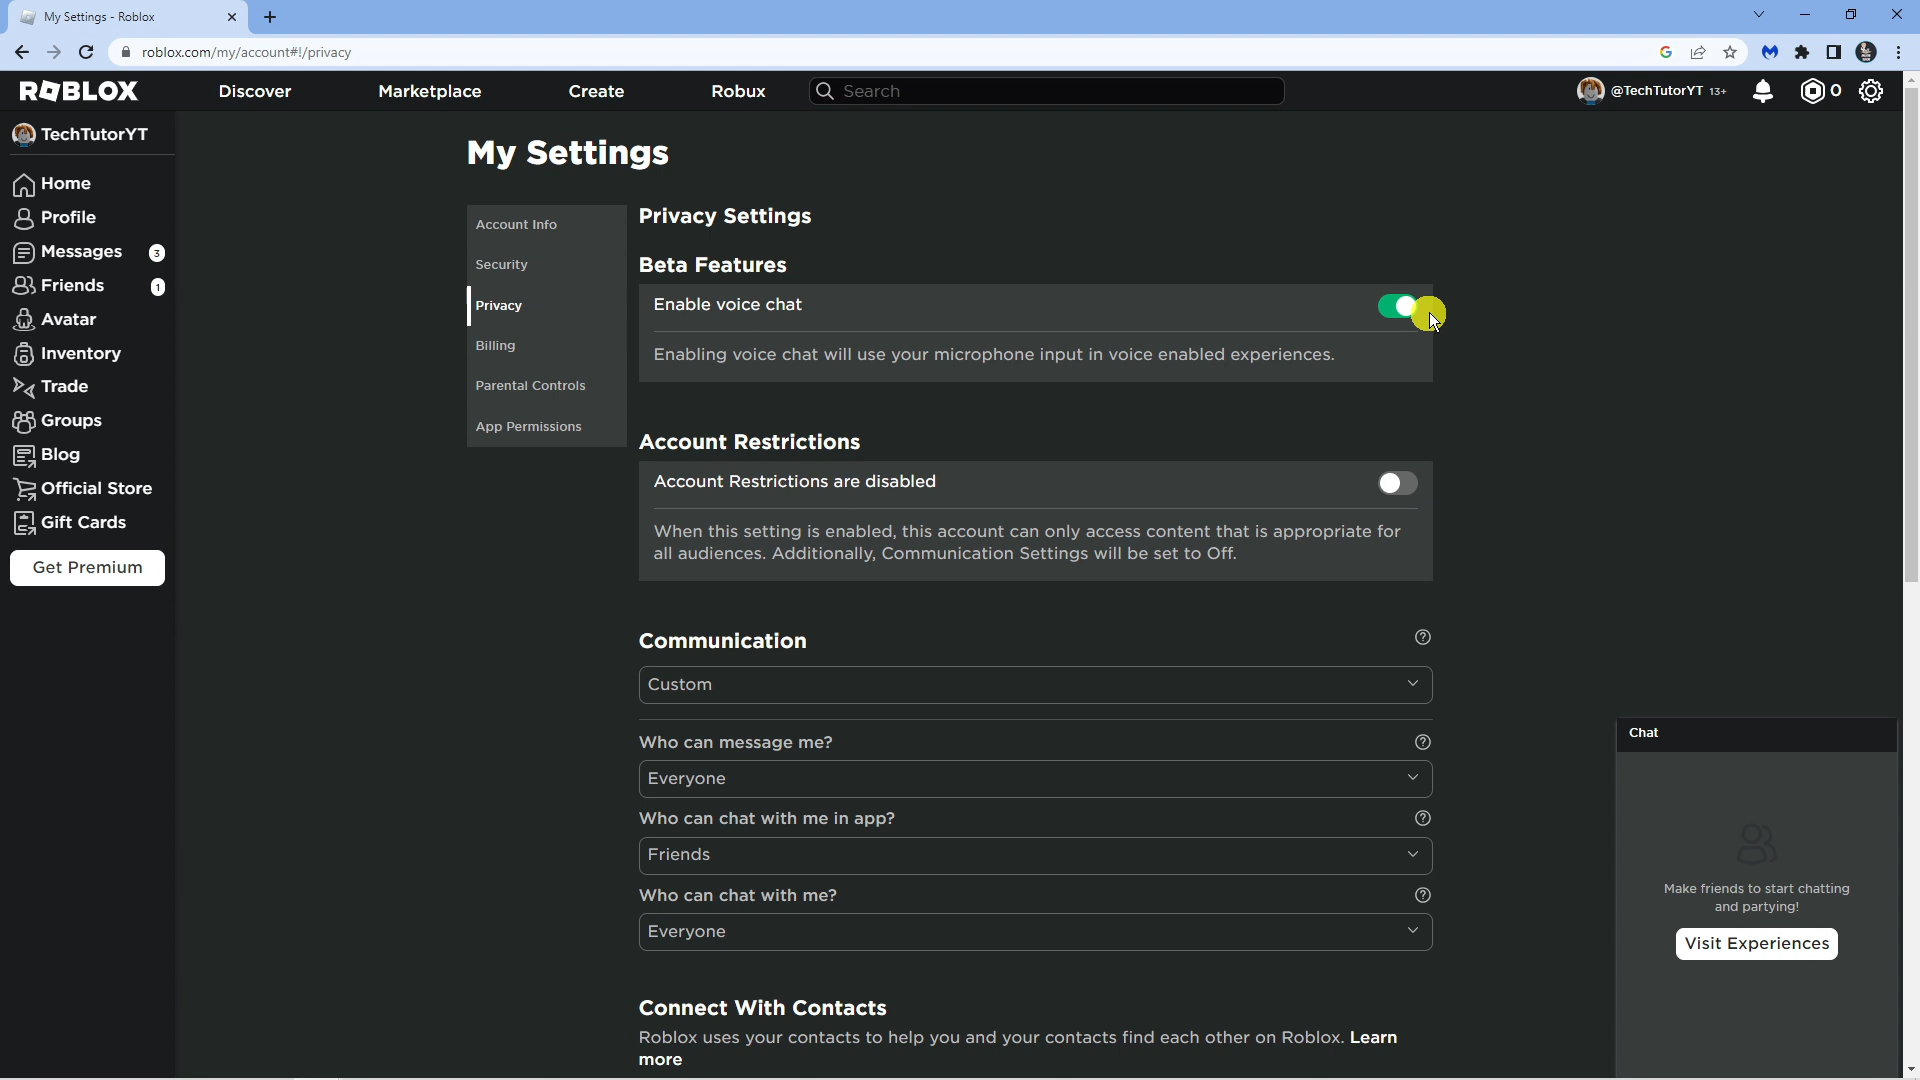 My Settings - Roblox
roblox.com/my/account#!/privacy
ROBLOX
Discover
Marketplace
Create
Robux
Search
@TechTutorYT 13+
0
TechTutorYT
Home
Profile
Messages 3
Friends 1
Avatar
Inventory
Trade
Groups
Blog
Official Store
Gift Cards
Get Premium
My Settings
Account Info
Security
Privacy
Billing
Parental Controls
App Permissions
Privacy Settings
Beta Features
Enable voice chat
Enabling voice chat will use your microphone input in voice enabled experiences.
Account Restrictions
Account Restrictions are disabled
When this setting is enabled, this account can only access content that is appropriate for
all audiences. Additionally, Communication Settings will be set to Off.
Communication
Custom
Who can message me?
Everyone
Who can chat with me in app?
Friends
Who can chat with me?
Everyone
Connect With Contacts
Roblox uses your contacts to help you and your contacts find each other on Roblox. Learn
more
Chat
Make friends to start chatting
and partying!
Visit Experiences